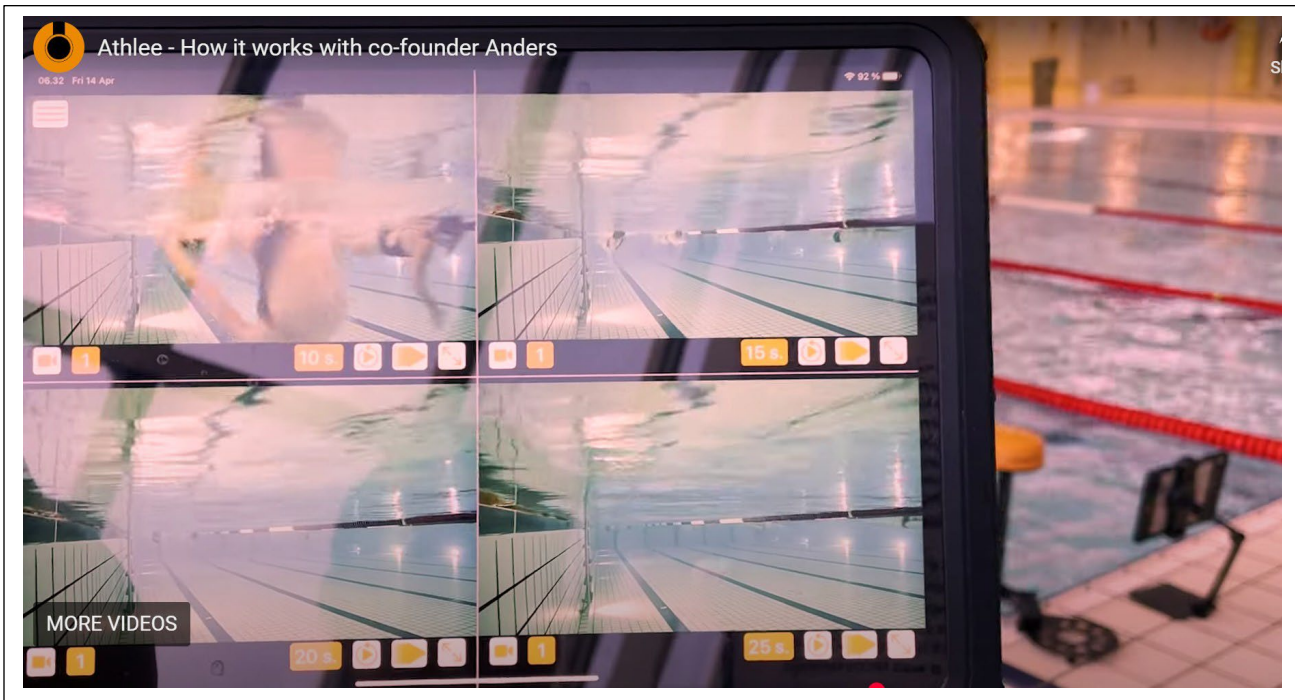 Athlee - How it works with co-founder Anders
06.32 Fri 14 Apr
92 %
1
10 s.
1
15 s.
MORE VIDEOS
1
20 s.
1
25 s.